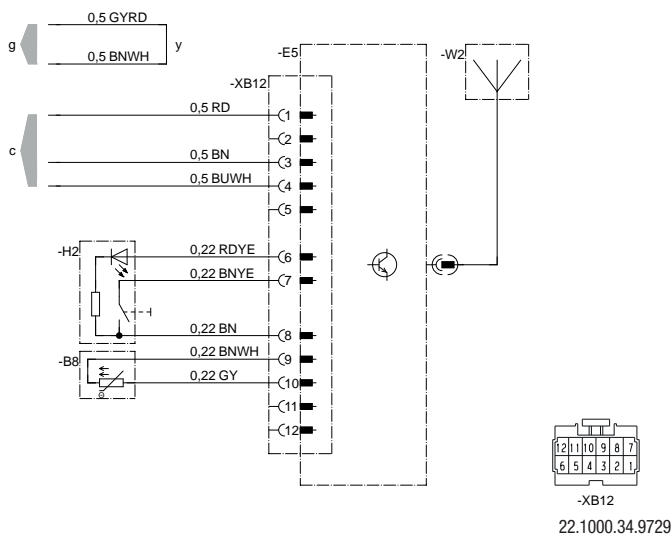 0,5 GYRD
g
y
0,5 BNWH
-E5
-W2
-XB12
0,5 RD
1
2
c
0,5 BN
3
0,5 BUWH
4
5
-H2
0,22 RDYE
6
0,22 BNYE
7
0,22 BN
8
-B8
0,22 BNWH
9
0,22 GY
10
11
12
12 11 10 9 8 7
6 5 4 3 2 1
-XB12
22.1000.34.9729